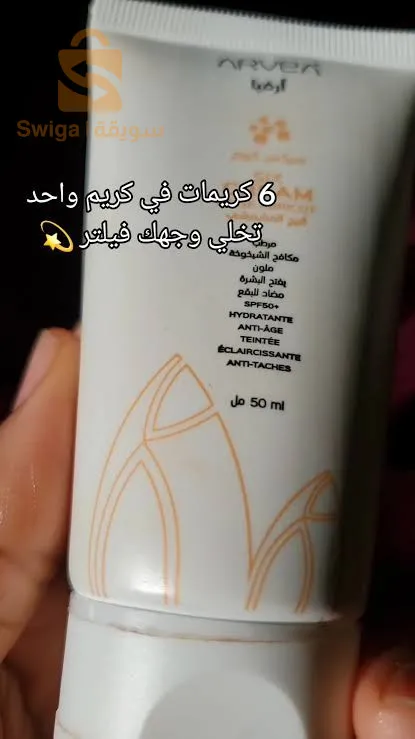 ARVEA
أرفيا
Swiga سويقة
6 كريمات في كريم واحد
تخلي وجهك فيلتر 💫
مرطب
مكافح الشيخوخة
ملون
يفتح البشرة
مضاد للبقع
SPF50+
HYDRATANTE
ANTI-ÂGE
TEINTÉE
ÉCLAIRCISSANTE
ANTI-TACHES
50 ml مل